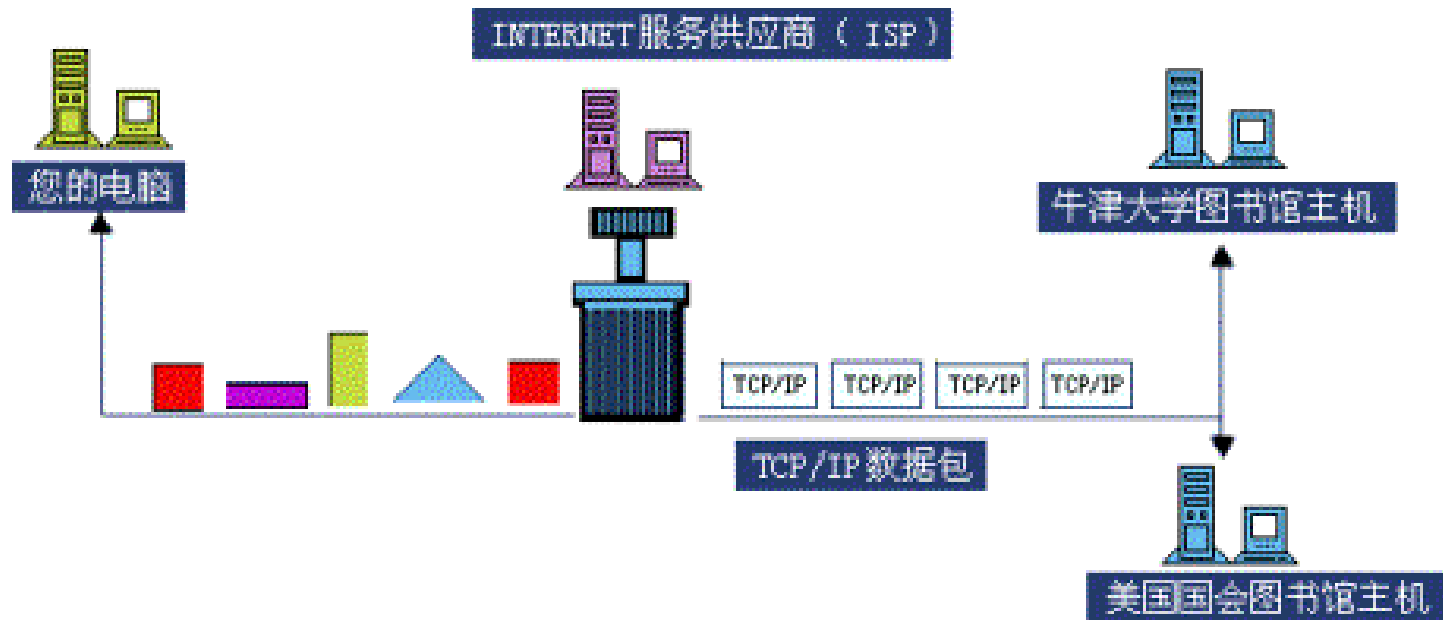 INTERNET服务供应商（ ISP ）
您的电脑
牛津大学图书馆主机
TCP/IP TCP/IP TCP/IP TCP/IP
TCP/IP 数据包
美国国会图书馆主机